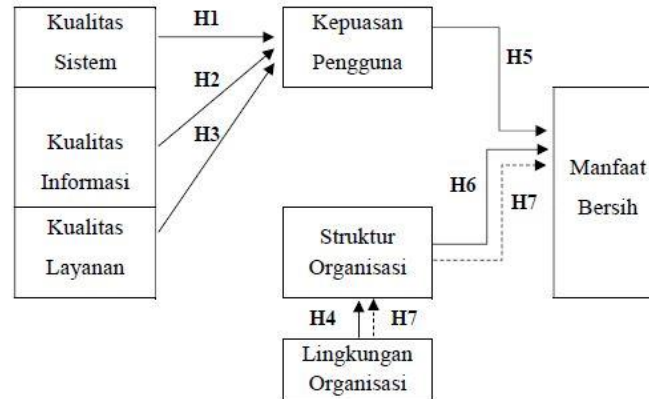 Kualitas
Sistem
H1
Kepuasan
Pengguna
H5
H2
Kualitas
Informasi
H3
Manfaat
Bersih
H6
H7
Kualitas
Layanan
Struktur
Organisasi
H4
H7
Lingkungan
Organisasi